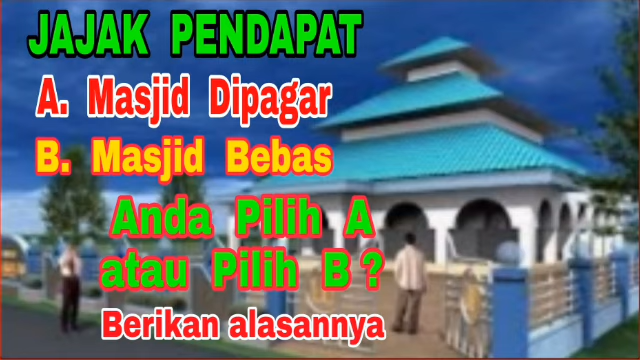 JAJAK PENDAPAT
A. Masjid Dipagar
B. Masjid Bebas
Anda Pilih A
atau Pilih B ?
Berikan alasannya